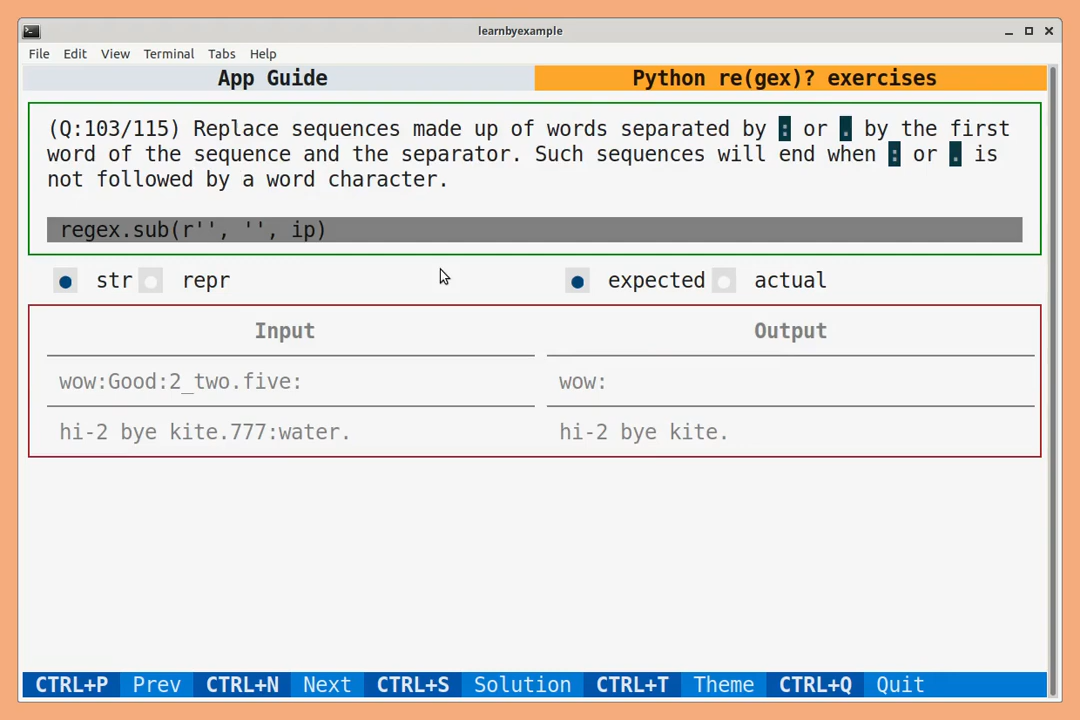 learnbyexample
File Edit View Terminal Tabs Help
App Guide Python re(gex)? exercises
(Q:103/115) Replace sequences made up of words separated by : or . by the first
word of the sequence and the separator. Such sequences will end when : or . is
not followed by a word character.
regex.sub(r'', '', ip)
str repr expected actual
Input Output
wow:Good:2_two.five: wow:
hi-2 bye kite.777:water. hi-2 bye kite.
CTRL+P Prev CTRL+N Next CTRL+S Solution CTRL+T Theme CTRL+Q Quit